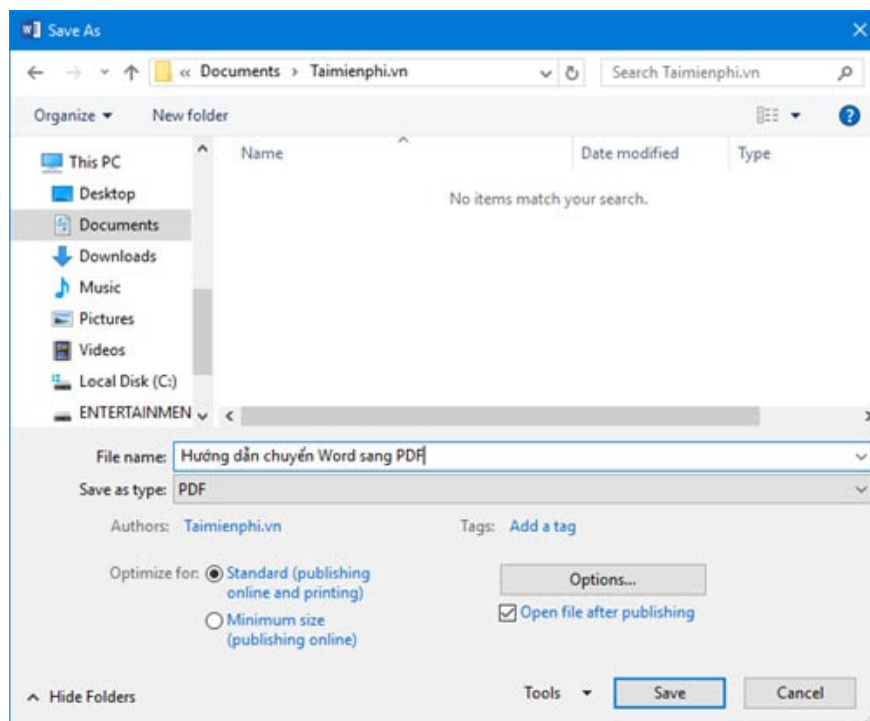 Save As
« Documents > Taimienphi.vn
Search Taimienphi.vn
Organize
New folder
This PC
Desktop
Documents
Downloads
Music
Pictures
Videos
Local Disk (C:)
ENTERTAINMEN
Name
Date modified
Type
No items match your search.
File name: Hướng dẫn chuyển Word sang PDF
Save as type: PDF
Authors: Taimienphi.vn
Tags: Add a tag
Optimize for:
Standard (publishing
online and printing)
Minimum size
(publishing online)
Options...
Open file after publishing
Hide Folders
Tools
Save
Cancel